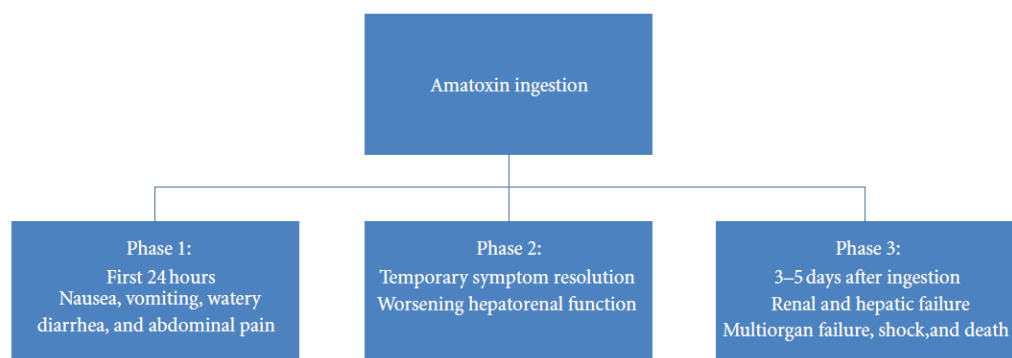 Amatoxin ingestion
Phase 1:
First 24 hours
Nausea, vomiting, watery
diarrhea, and abdominal pain
Phase 2:
Temporary symptom resolution
Worsening hepatorenal function
Phase 3:
3–5 days after ingestion
Renal and hepatic failure
Multiorgan failure, shock,and death